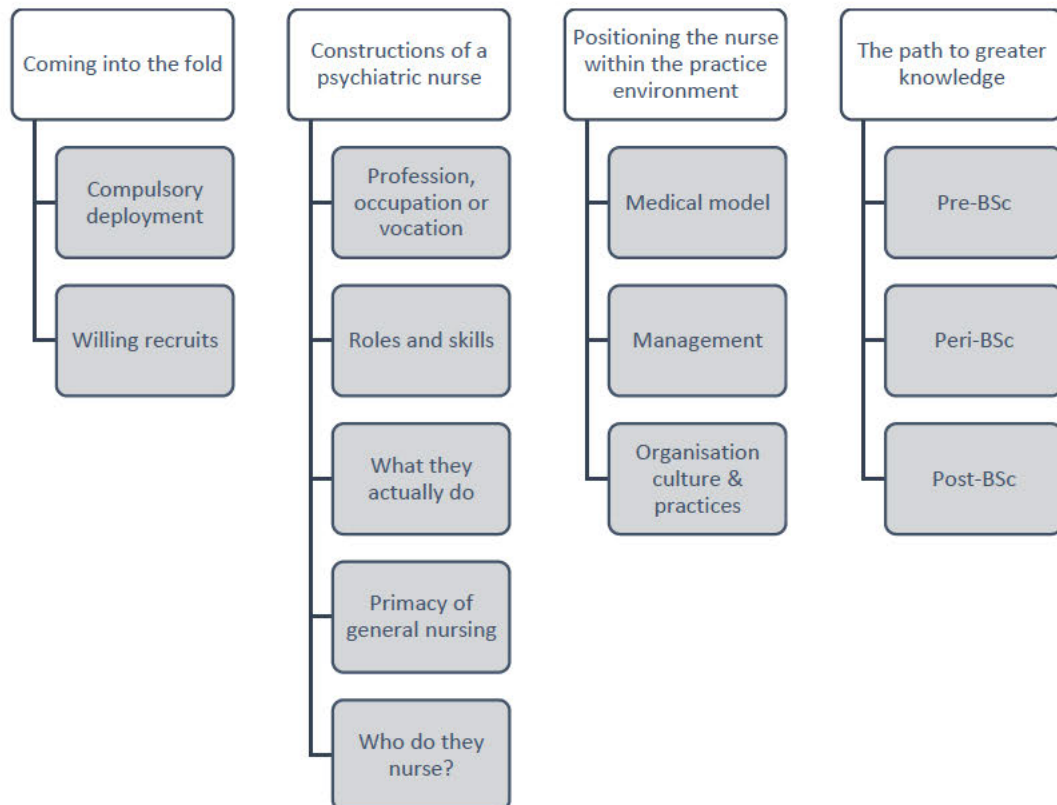 Coming into the fold
Compulsory
deployment
Willing recruits
Constructions of a
psychiatric nurse
Profession,
occupation or
vocation
Roles and skills
What they
actually do
Primacy of
general nursing
Who do they
nurse?
Positioning the nurse
within the practice
environment
Medical model
Management
Organisation
culture &
practices
The path to greater
knowledge
Pre-BSc
Peri-BSc
Post-BSc